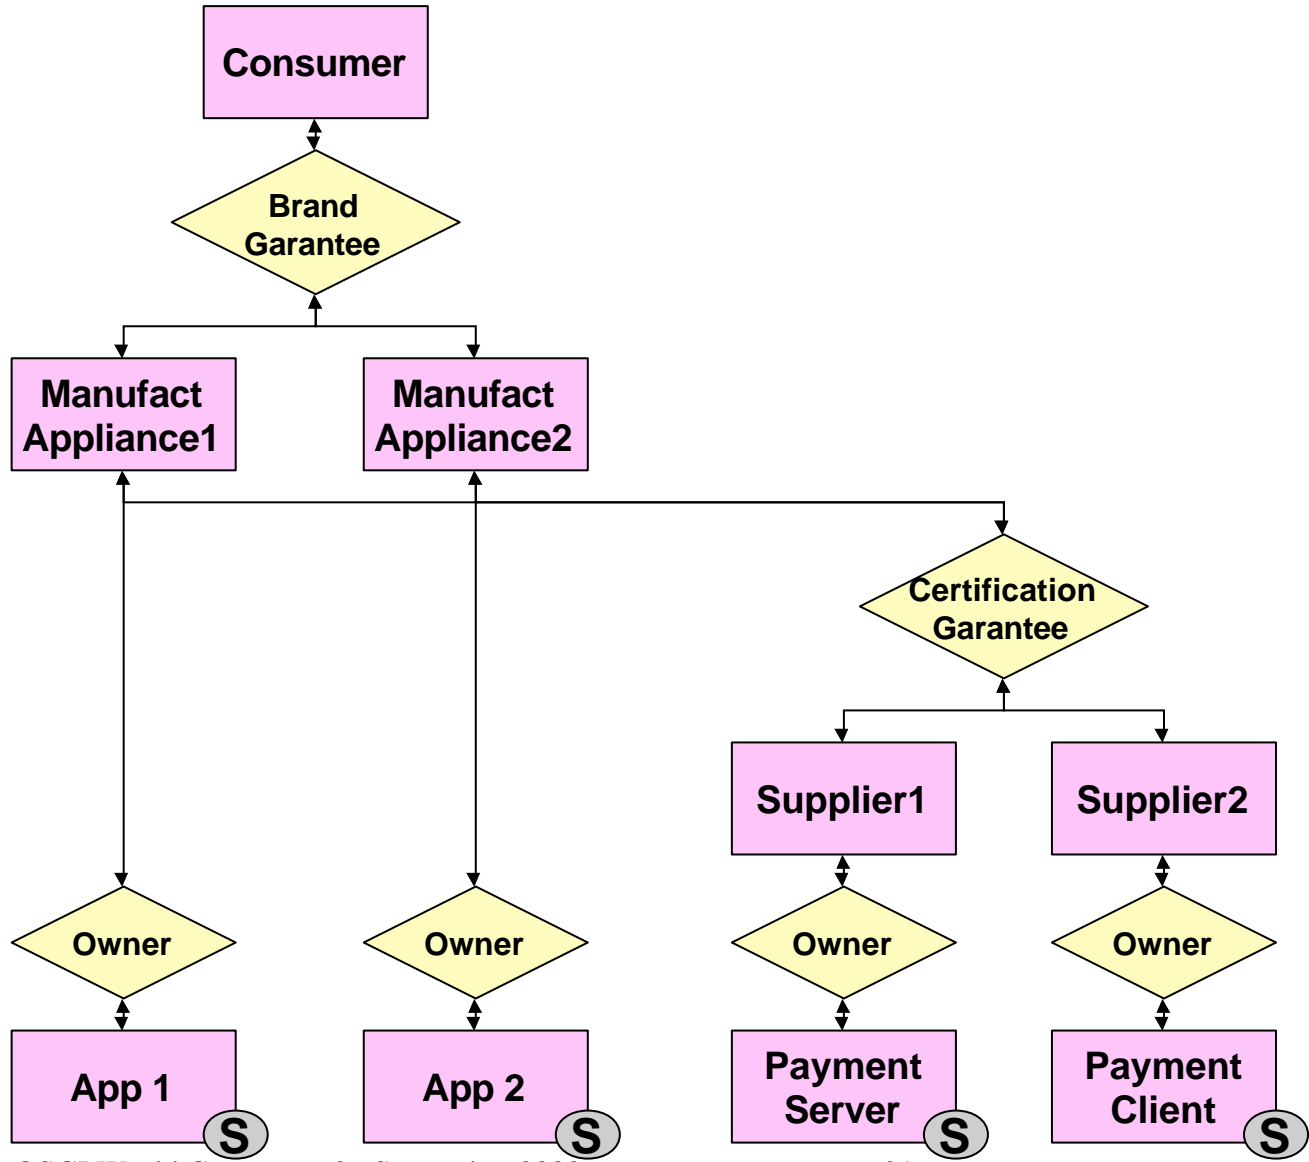 Consumer
Brand
Garantee
Manufact
Appliance1
Manufact
Appliance2
Certification
Garantee
Supplier1
Supplier2
Owner
Owner
Owner
Owner
App 1
App 2
Payment
Server
Payment
Client
S
S
S
S